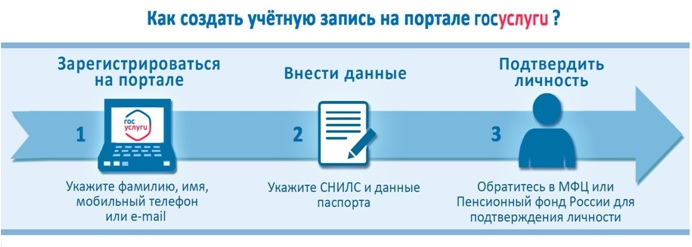 Как создать учётную запись на портале госуслуги ?
Зарегистрироваться
на портале
1
гос
услуги
Укажите фамилию, имя,
мобильный телефон
или e-mail
Внести данные
2
Укажите СНИЛС и данные
паспорта
Подтвердить
личность
3
Обратитесь в МФЦ или
Пенсионный фонд России для
подтверждения личности